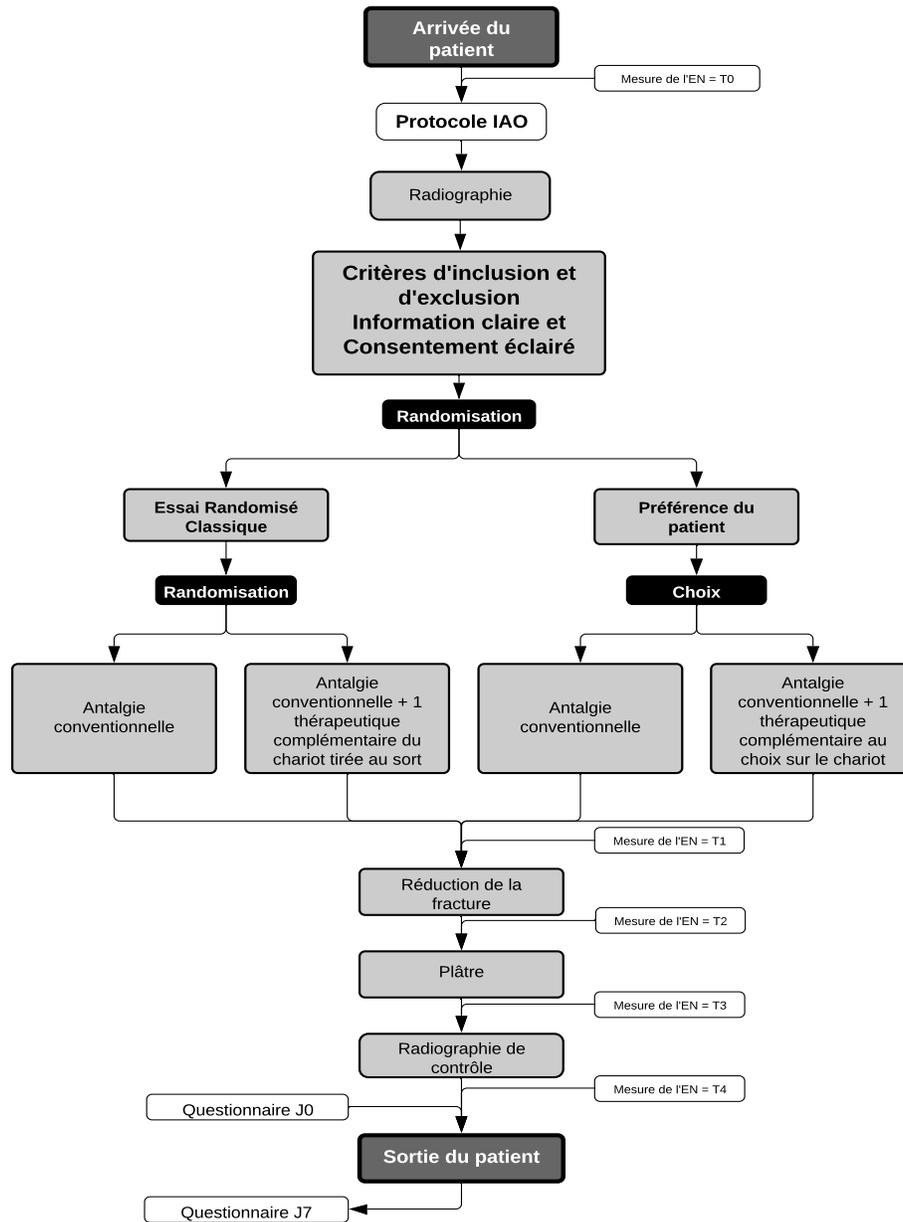 Arrivée du
patient
Mesure de l'EN = T0
Protocole IAO
Radiographie
Critères d'inclusion et
d'exclusion
Information claire et
Consentement éclairé
Randomisation
Essai Randomisé
Classique
Préférence du
patient
Randomisation
Choix
Antalgie
conventionnelle
Antalgie
conventionnelle + 1
thérapeutique
complémentaire du
chariot tirée au sort
Antalgie
conventionnelle
Antalgie
conventionnelle + 1
thérapeutique
complémentaire au
choix sur le chariot
Mesure de l'EN = T1
Réduction de la
fracture
Mesure de l'EN = T2
Plâtre
Mesure de l'EN = T3
Radiographie de
contrôle
Mesure de l'EN = T4
Questionnaire J0
Sortie du patient
Questionnaire J7